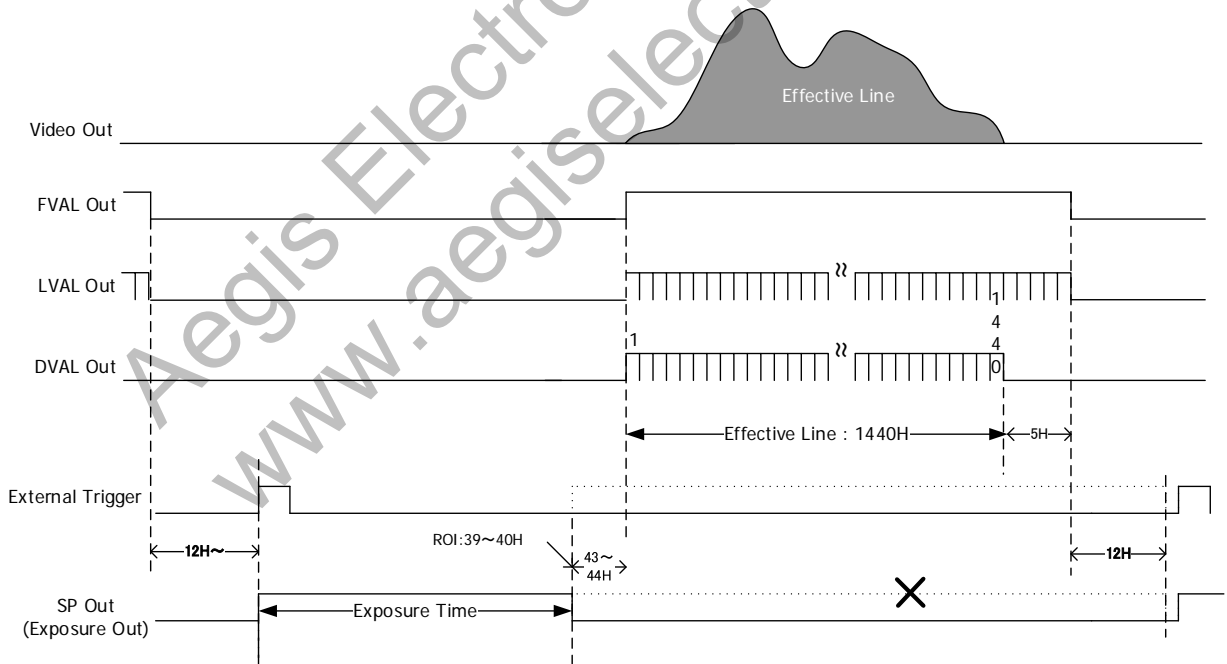 Aegis Electro
www.aegiselect
Effective Line
Video Out
FVAL Out
LVAL Out
1
4
4
0
DVAL Out
1
Effective Line : 1440H
5H
External Trigger
12H～
ROI:39～40H
43～
44H
12H
SP Out
(Exposure Out)
Exposure Time